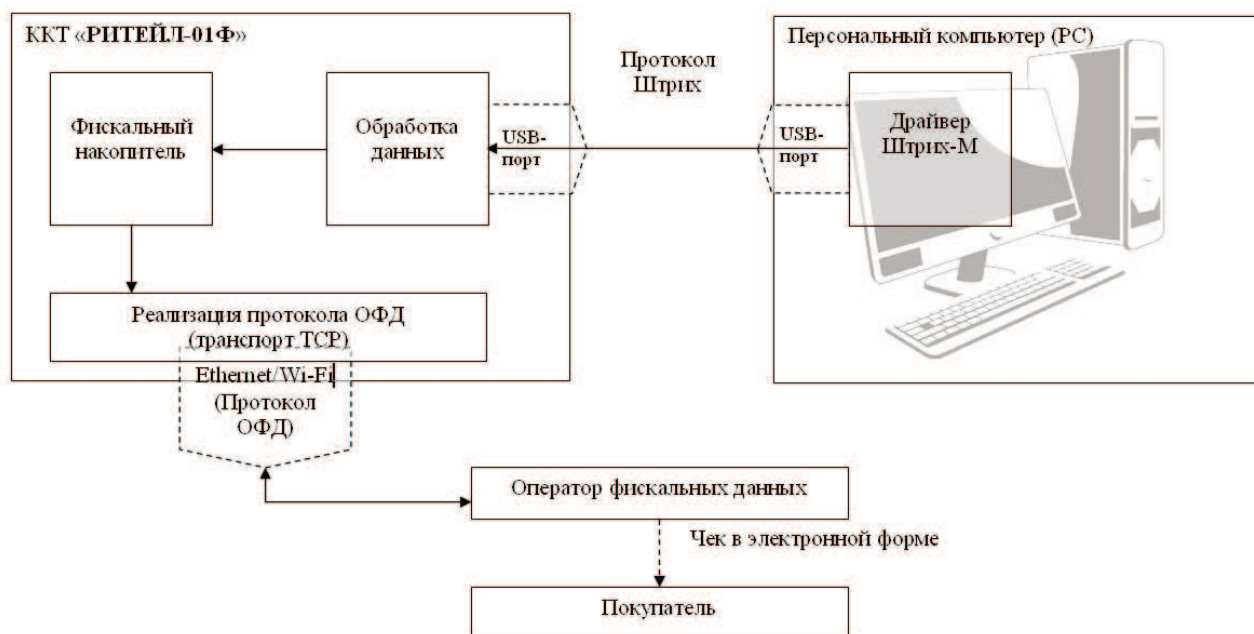 ККТ «РИТЕЙЛ-01Ф»
Персональный компьютер (PC)
Протокол
Штрих
Фискальный
накопитель
Обработка
данных
USB-
порт
USB-
порт
Драйвер
Штрих-М
Реализация протокола ОФД
(транспорт TCP)
Ethernet/Wi-Fi
(Протокол
ОФД)
Оператор фискальных данных
Чек в электронной форме
Покупатель